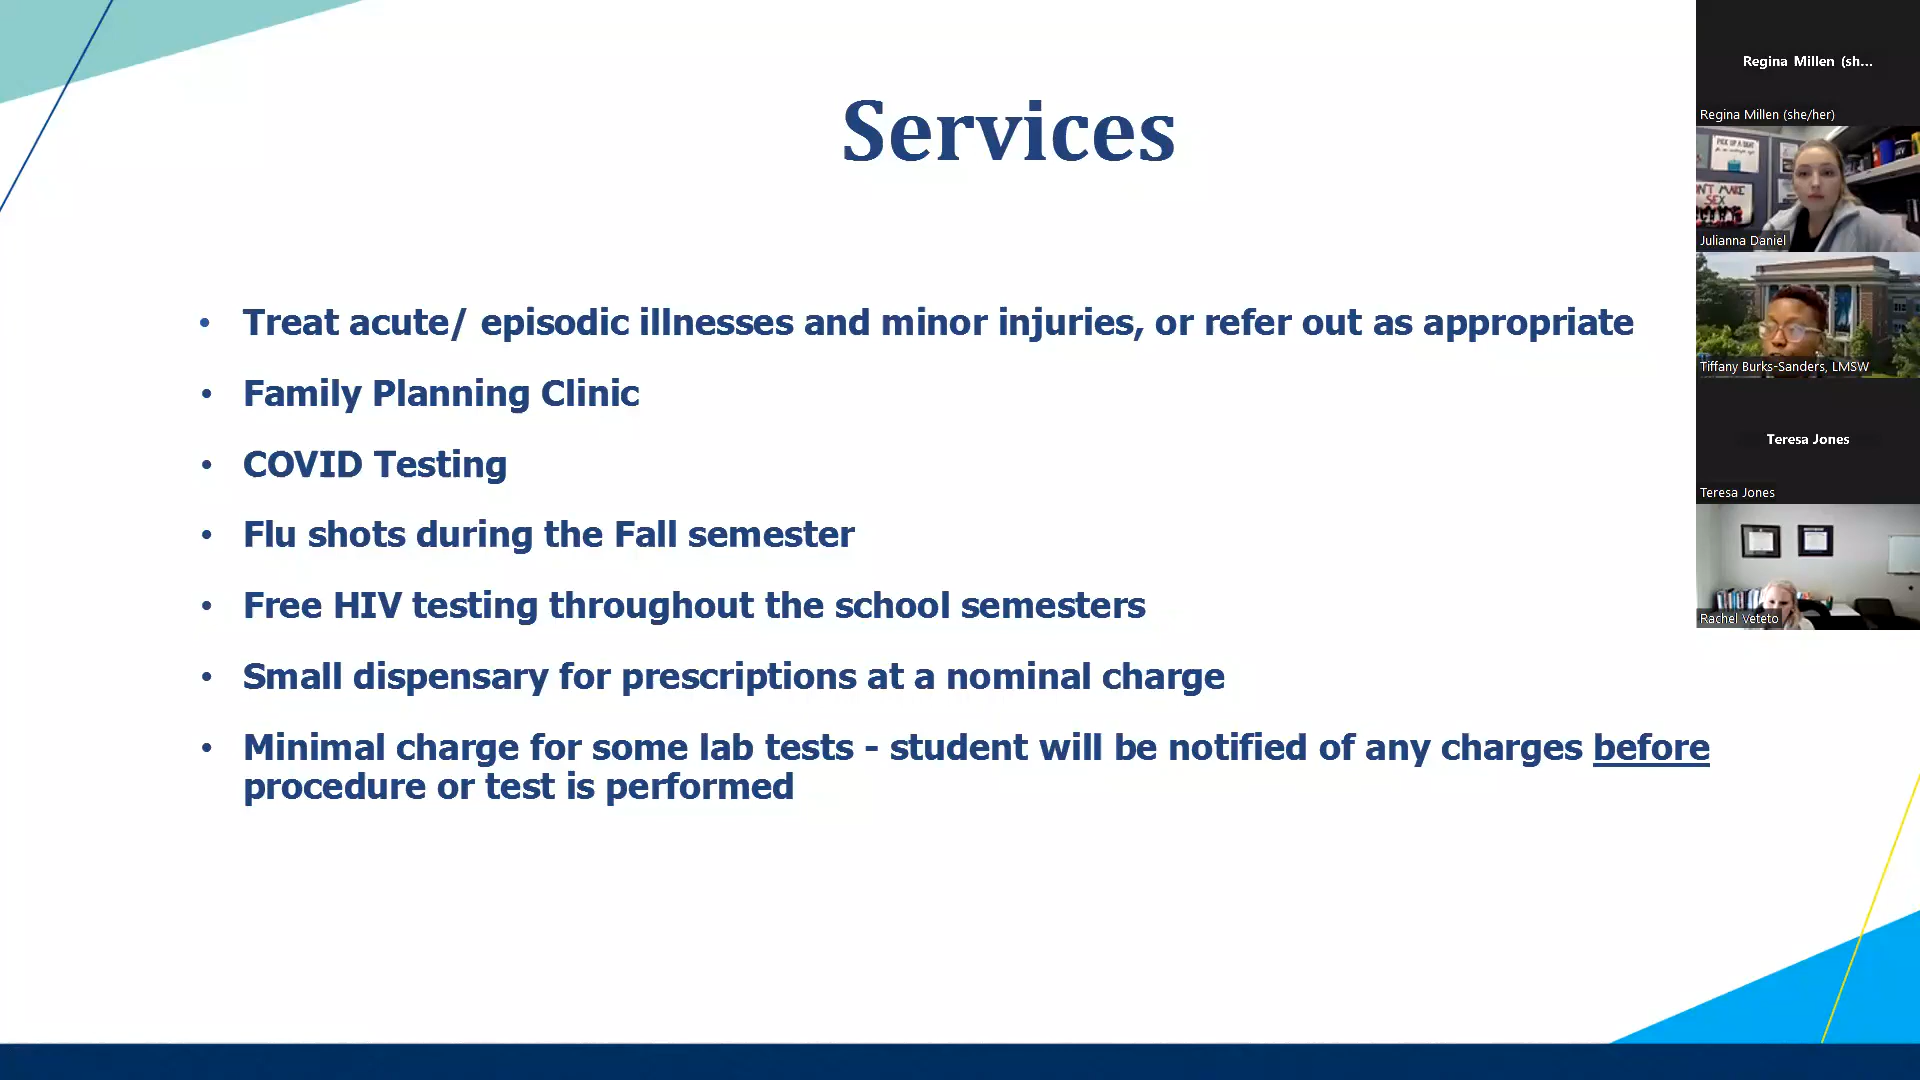 Services
• Treat acute/ episodic illnesses and minor injuries, or refer out as appropriate
• Family Planning Clinic
• COVID Testing
• Flu shots during the Fall semester
• Free HIV testing throughout the school semesters
• Small dispensary for prescriptions at a nominal charge
• Minimal charge for some lab tests - student will be notified of any charges before
procedure or test is performed
Regina Millen (sh...
Regina Millen (she/her)
PICK UP A
N'T MAKE
SEX
Julianna Daniel
Tiffany Burks-Sanders, LMSW
Teresa Jones
Teresa Jones
Rachel Veteto